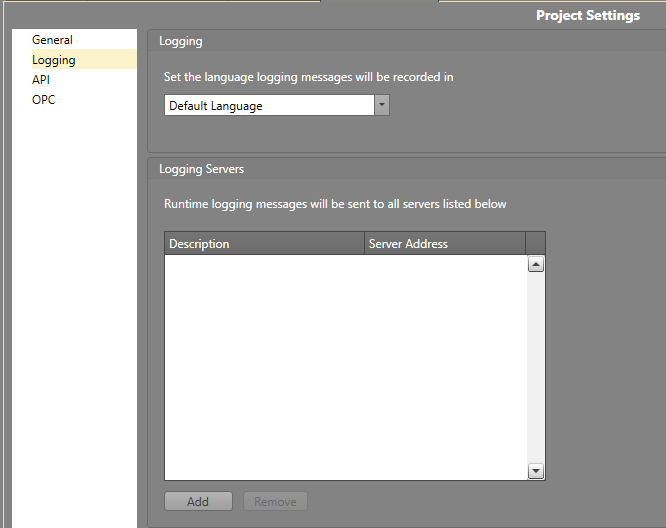 Project Settings
General
Logging
API
OPC
Logging
Set the language logging messages will be recorded in
Default Language
Logging Servers
Runtime logging messages will be sent to all servers listed below
Description Server Address
Add Remove